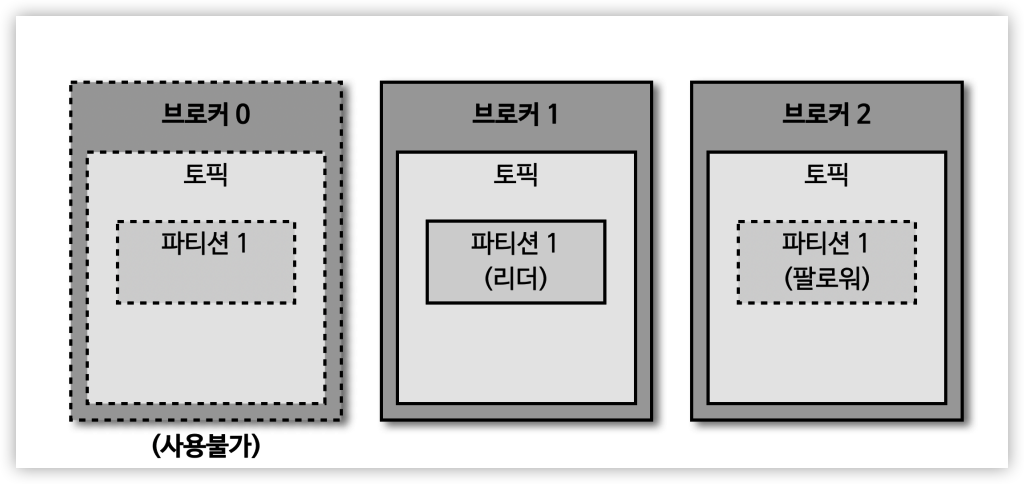 브로커 0
토픽
파티션 1
(사용불가)
브로커 1
토픽
파티션 1
(리더)
브로커 2
토픽
파티션 1
(팔로워)